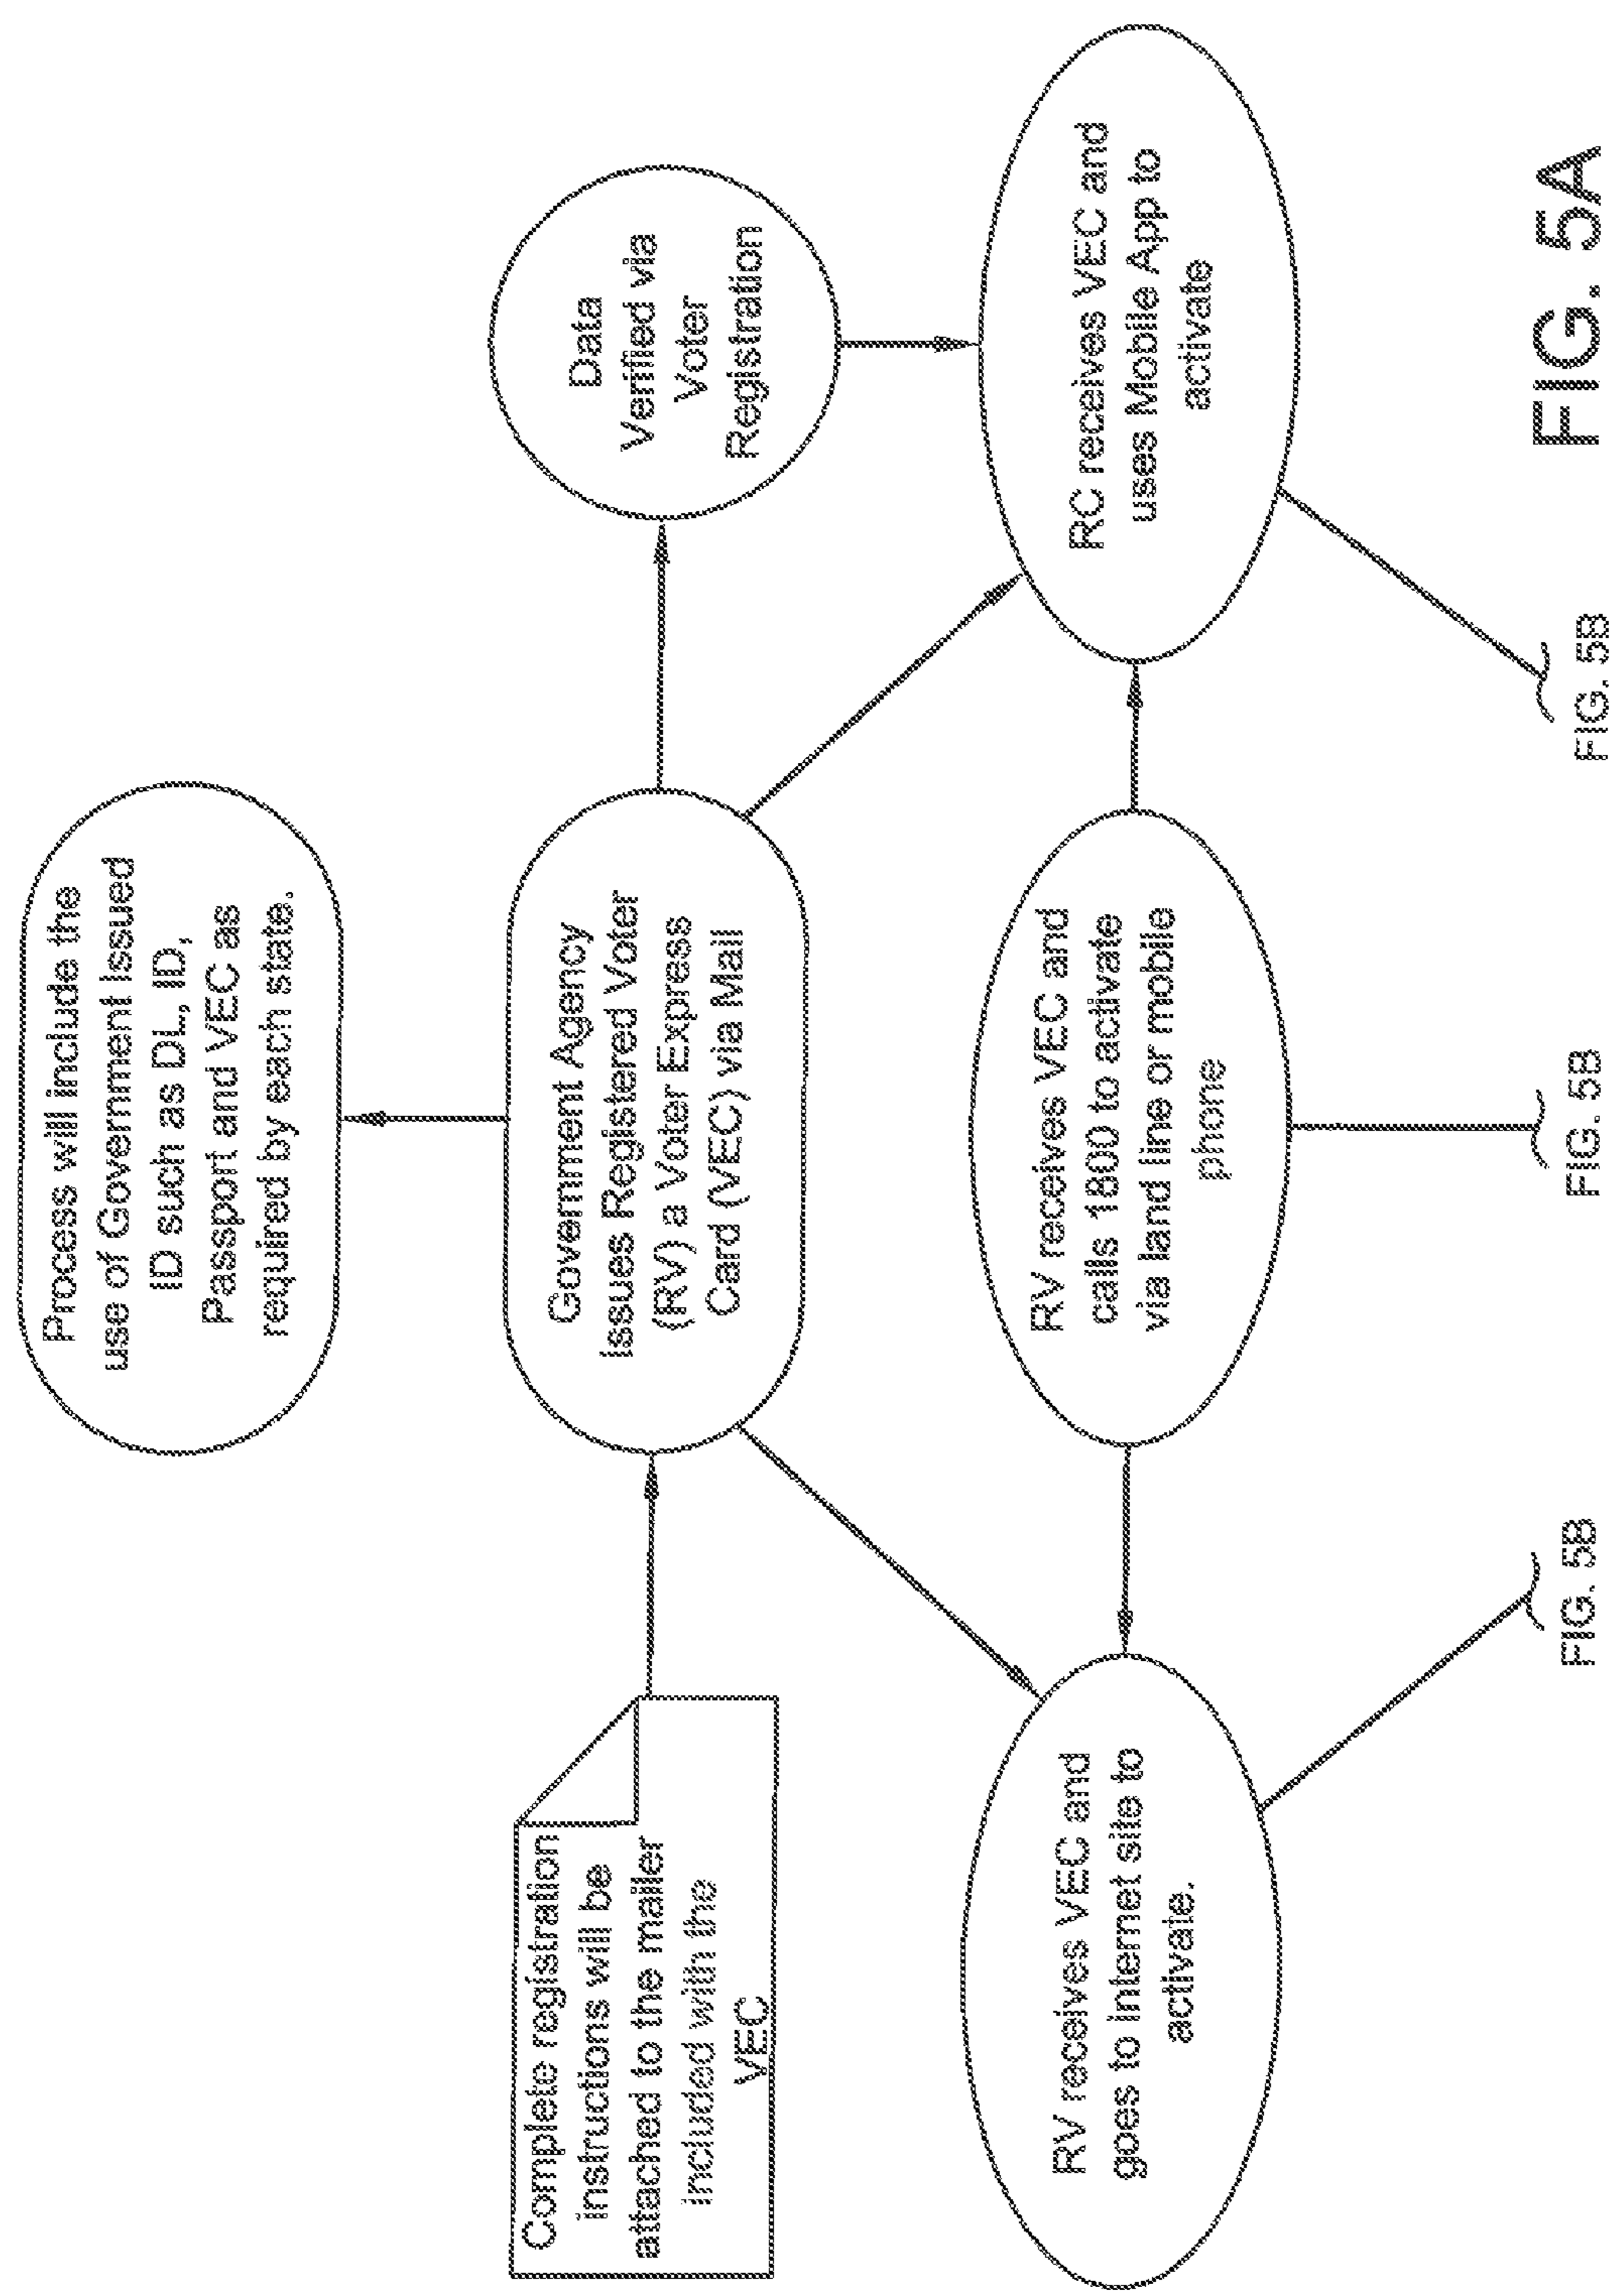 Process will include the
use of Government Issued
ID such as DL, ID,
Passport and VEC as
required by each state.
Complete registration
instructions will be
attached to the mailer
included with the
VEC
Government Agency
Issues Registered Voter
(RV) a Voter Express
Card (VEC) via Mail
Data
Verified via
Voter
Registration
RV receives VEC and
goes to Internet site to
activate.
RV receives VEC and
calls 1800 to activate
via land line or mobile
phone
RC receives VEC and
uses Mobile App to
activate
FIG. 5B
FIG. 5B
FIG. 5B
FIG. 5A